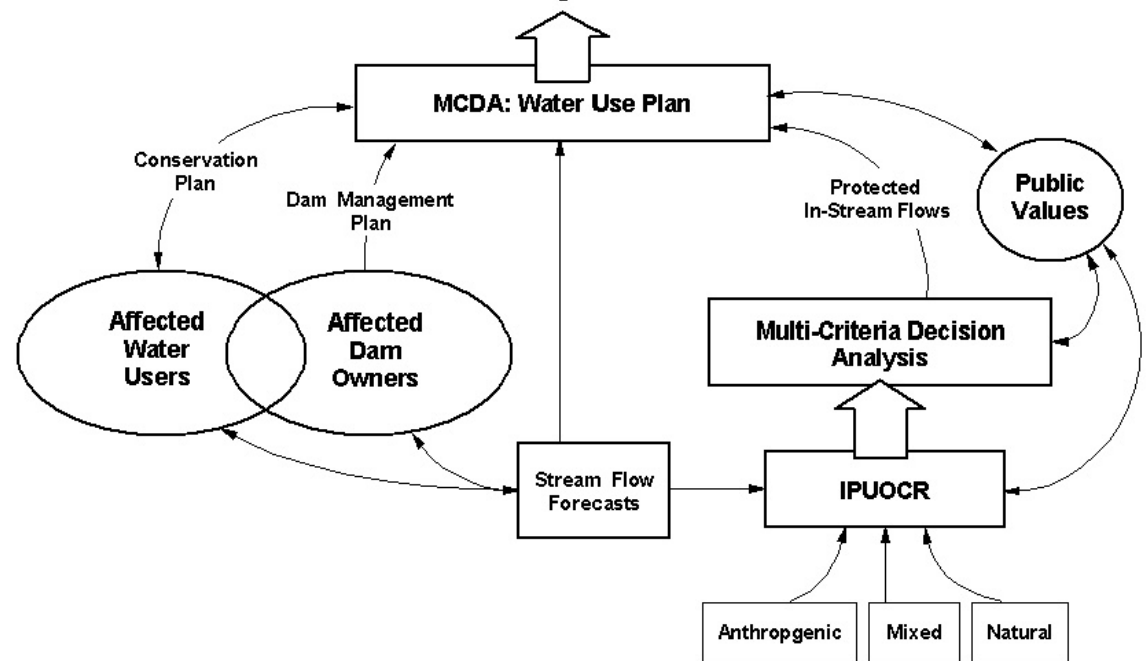 MCDA: Water Use Plan
Conservation
Plan
Dam Management
Plan
Protected
In-Stream Flows
Public
Values
Affected
Water
Users
Affected
Dam
Owners
Multi-Criteria Decision
Analysis
Stream Flow
Forecasts
IPUOCR
Anthropgenic
Mixed
Natural